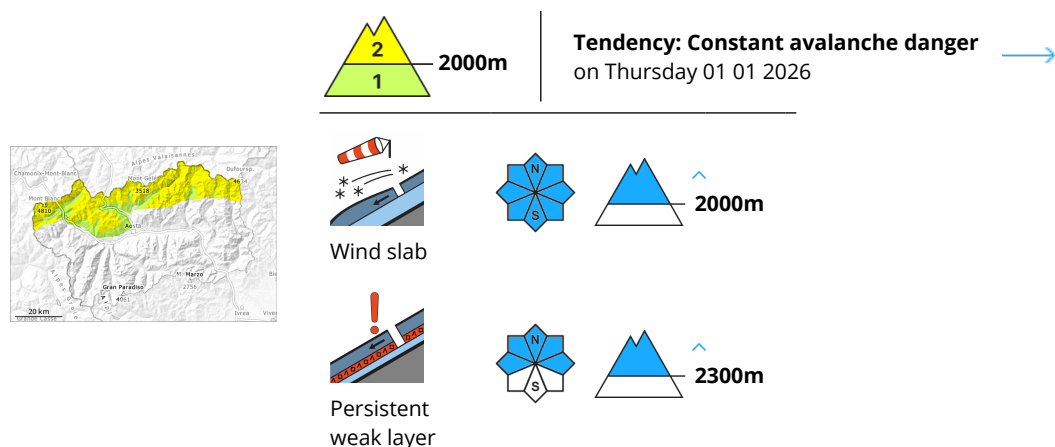 2
1
2000m
Tendency: Constant avalanche danger
on Thursday 01 01 2026
Alpes Valaisannes
Chamonix-Mont-Blanc
Mont Gelé
3518
Dufoursp.
Mont Blanc
4810
Aosta
M. Marzo
2756
Gran Paradiso
4061
Ivrea
20 km
N
S
2000m
Wind slab
N
S
2300m
Persistent
weak layer